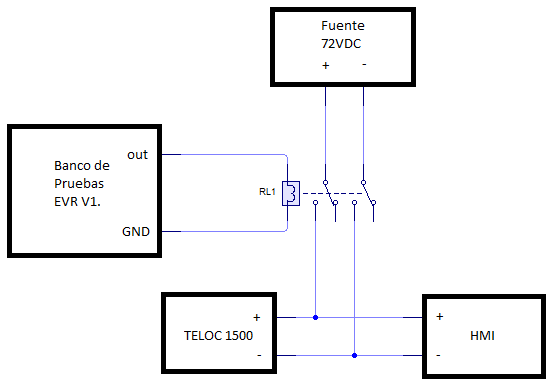 Fuente
72VDC
+ -
out
Banco de
Pruebas
EVR V1.
RL1
GND
+
TELOC 1500
-
+
HMI
-